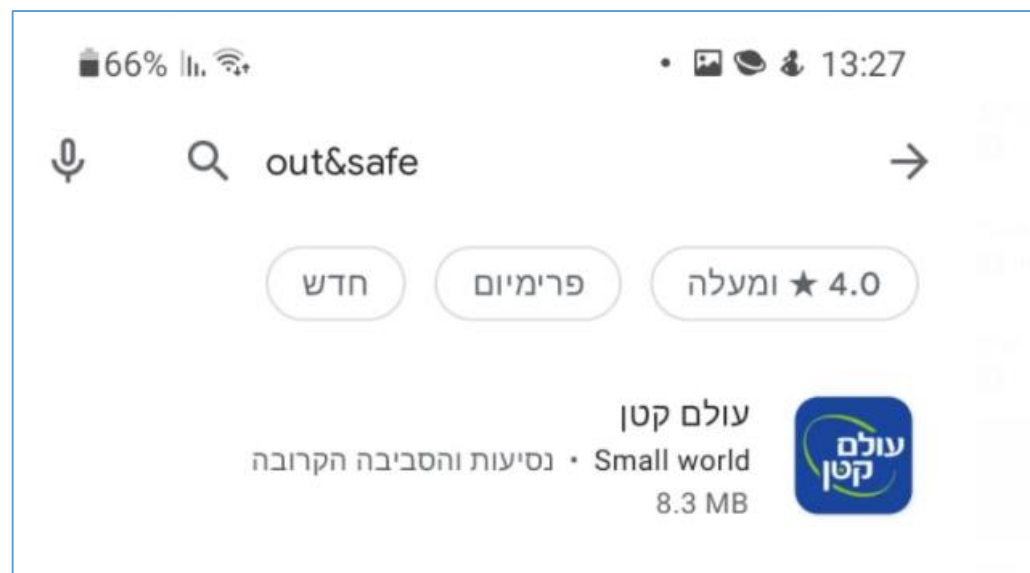 66% 13:27
out&safe
4.0 ★ ומעלה פרימיום חדש
עולם קטן
Small world • נסיעות והסביבה הקרובה
8.3 MB
עולם
קטן